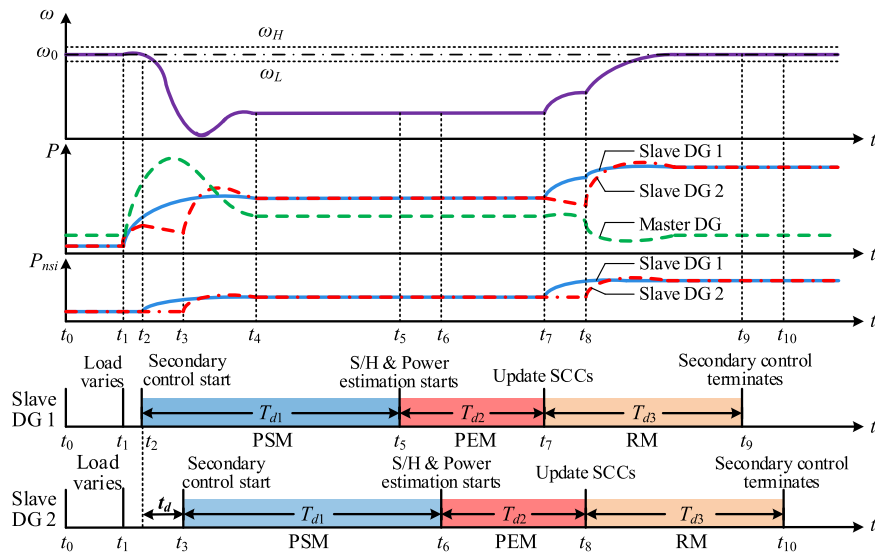 ω
ω_H
ω_0
ω_L
t
P
Slave DG 1
Slave DG 2
Master DG
t
P_nsi
Slave DG 1
Slave DG 2
t_0 t_1 t_2 t_3 t_4 t_5 t_6 t_7 t_8 t_9 t_10 t
Load varies
Secondary control start
S/H & Power estimation starts
Update SCCs
Secondary control terminates
Slave DG 1
T_d1 T_d2 T_d3 t
t_0 t_1 t_2 PSM t_5 PEM t_7 RM t_9
Load varies
Secondary control start
S/H & Power estimation starts
Update SCCs
Secondary control terminates
Slave DG 2
t_d T_d1 T_d2 T_d3 t
t_0 t_1 t_3 PSM t_6 PEM t_8 RM t_10